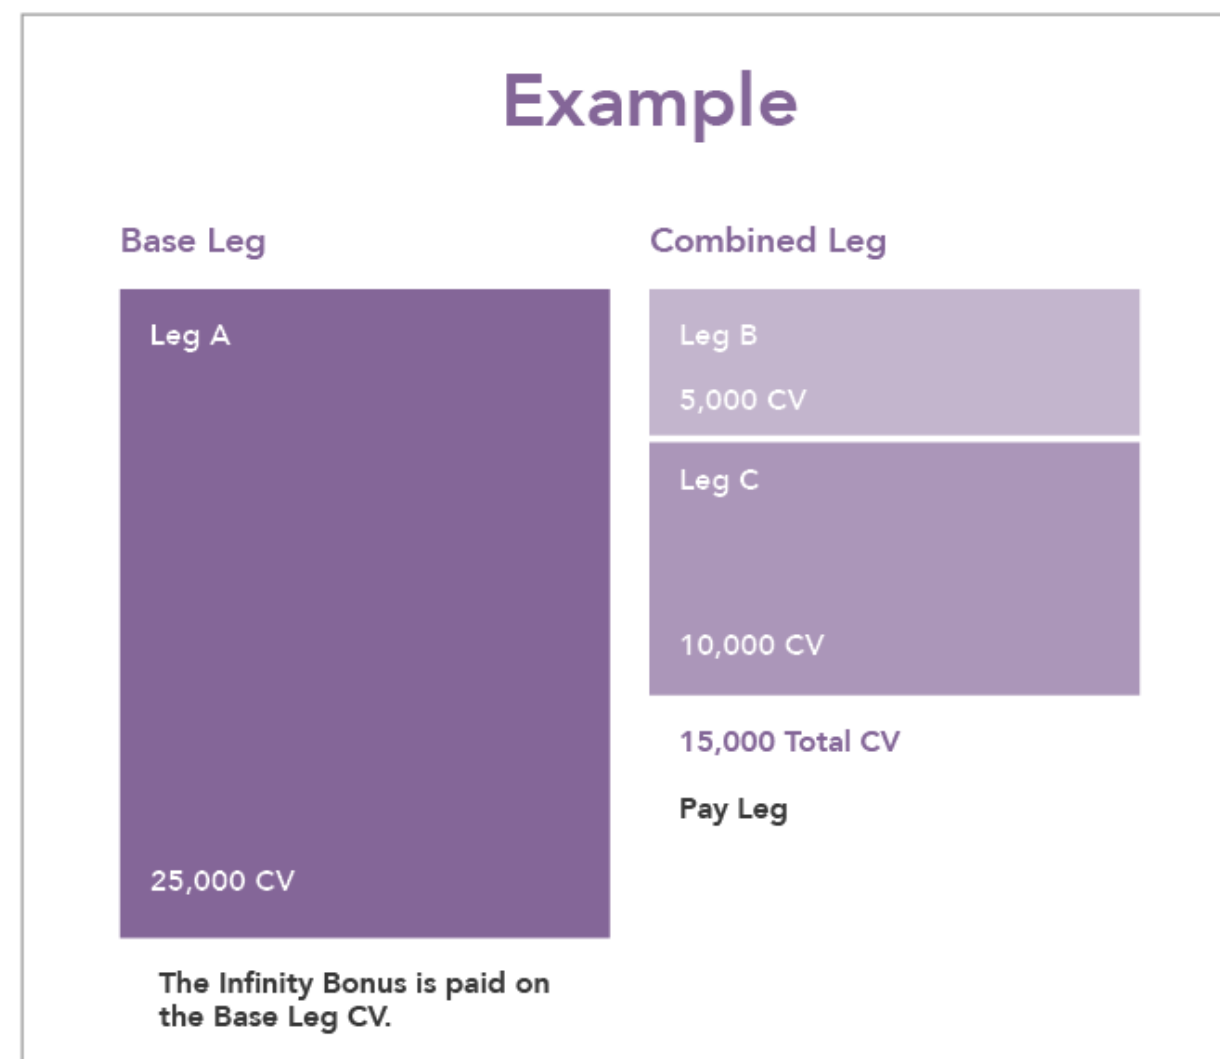 Example
Base Leg
Leg A
25,000 CV
The Infinity Bonus is paid on
the Base Leg CV.
Combined Leg
Leg B
5,000 CV
Leg C
10,000 CV
15,000 Total CV
Pay Leg